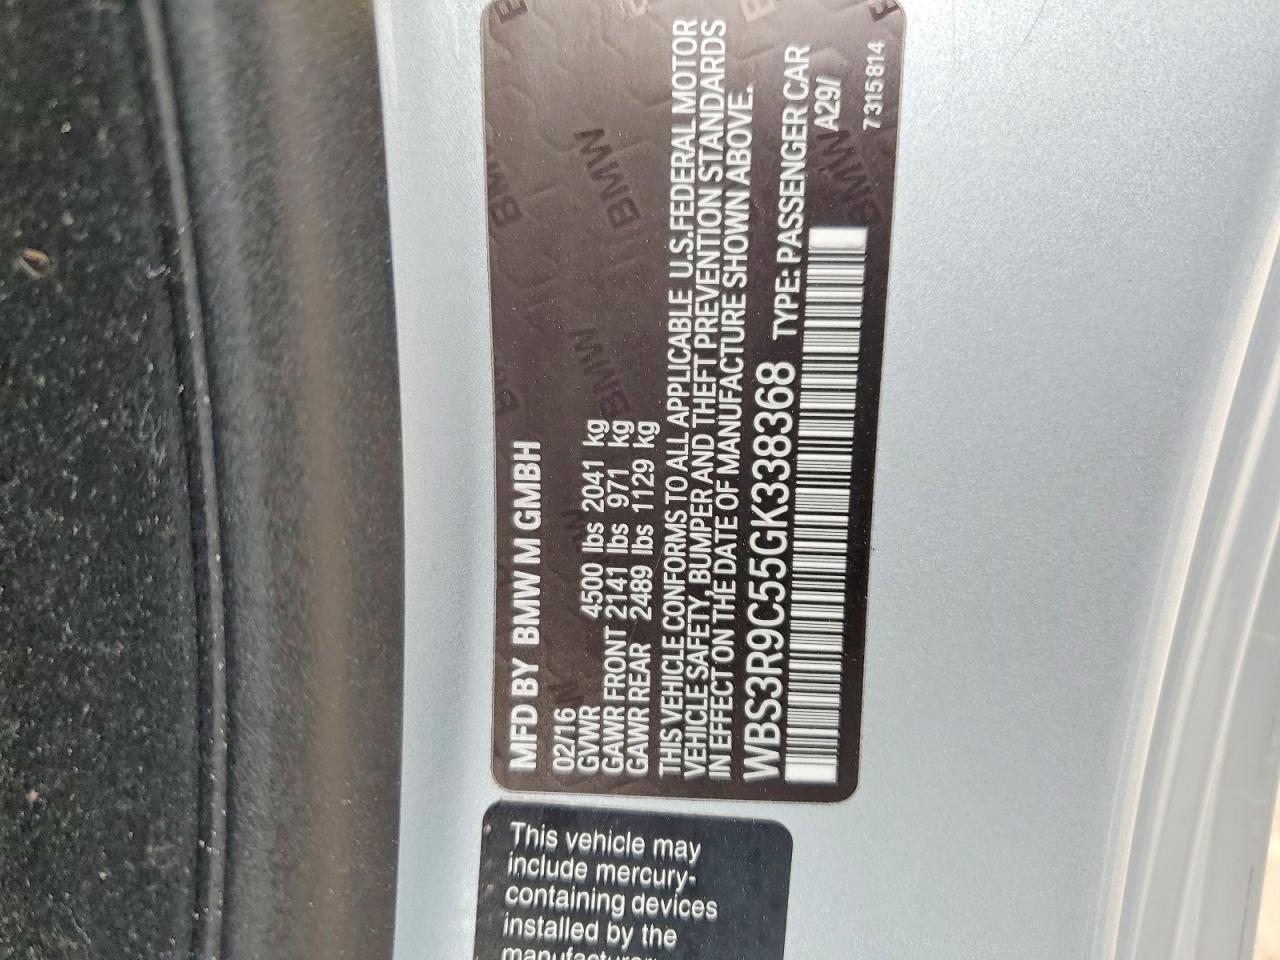 MFD BY BMW M GMBH
02/16
GVWR 4500 lbs 2041 kg
GAWR FRONT 2141 lbs 971 kg
GAWR REAR 2489 lbs 1129 kg
THIS VEHICLE CONFORMS TO ALL APPLICABLE U.S.FEDERAL MOTOR
VEHICLE SAFETY, BUMPER AND THEFT PREVENTION STANDARDS
IN EFFECT ON THE DATE OF MANUFACTURE SHOWN ABOVE.
WBS3R9C55GK338368 TYPE: PASSENGER CAR
A29/
7315814
This vehicle may
include mercury-
containing devices
installed by the